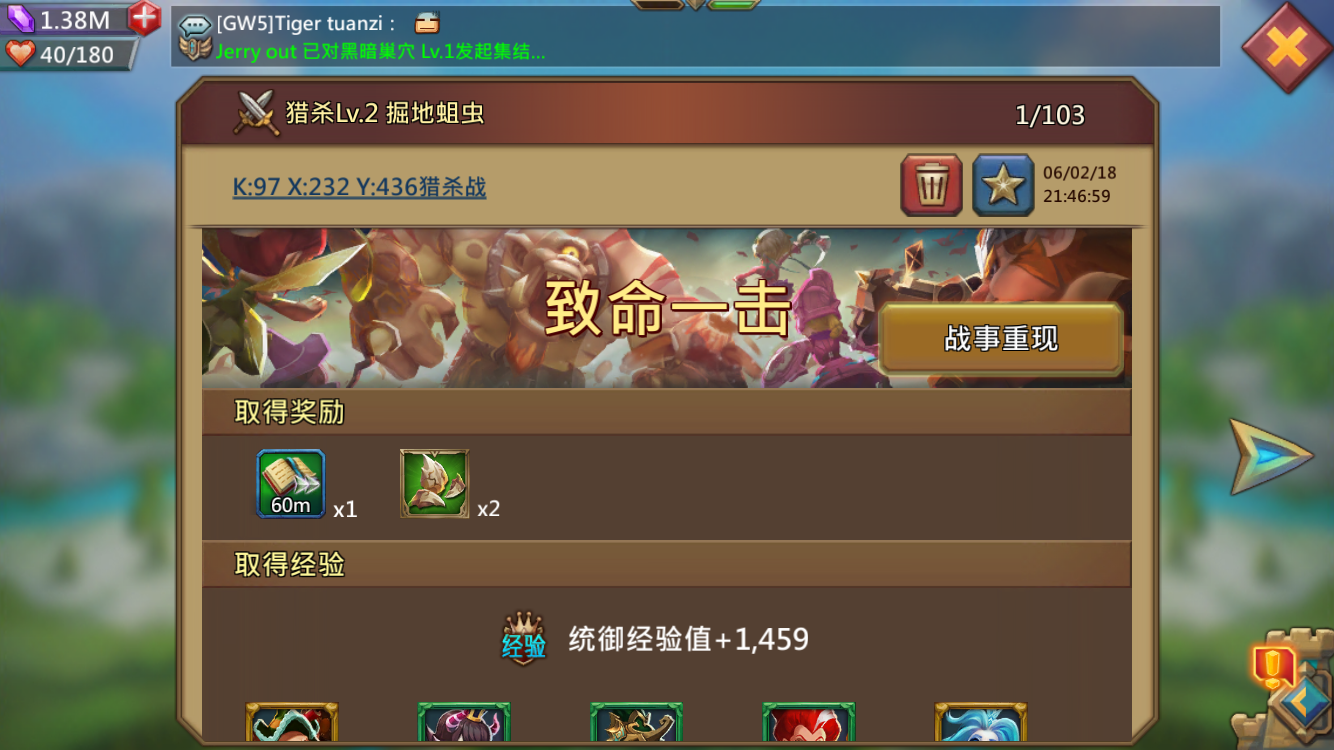 1.38M
40/180
[GW5]Tiger tuanzi :
Jerry out 已对黑暗巢穴 Lv.1发起集结...
猎杀Lv.2 掘地蛆虫
1/103
K:97 X:232 Y:436猎杀战
06/02/18
21:46:59
致命一击
战事重现
取得奖励
60m x1
x2
取得经验
经验 统御经验值+1,459